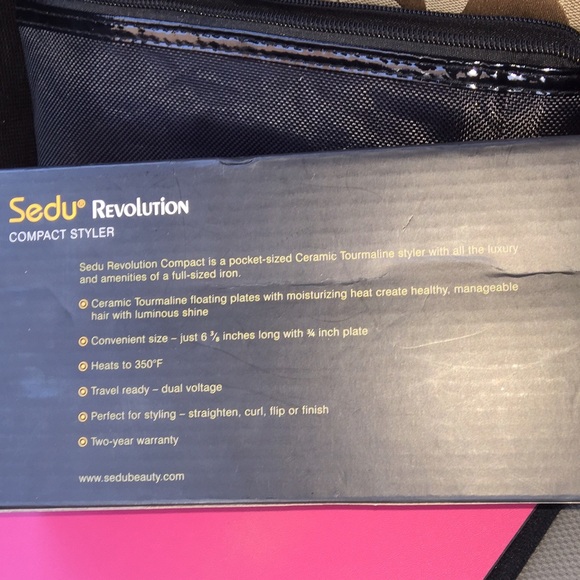 Sedu® REVOLUTION
COMPACT STYLER
Sedu Revolution Compact is a pocket-sized Ceramic Tourmaline styler with all the luxury
and amenities of a full-sized iron.
Ceramic Tourmaline floating plates with moisturizing heat create healthy, manageable
hair with luminous shine
Convenient size – just 6 ⅜ inches long with ¾ inch plate
Heats to 350°F
Travel ready – dual voltage
Perfect for styling – straighten, curl, flip or finish
Two-year warranty
www.sedubeauty.com